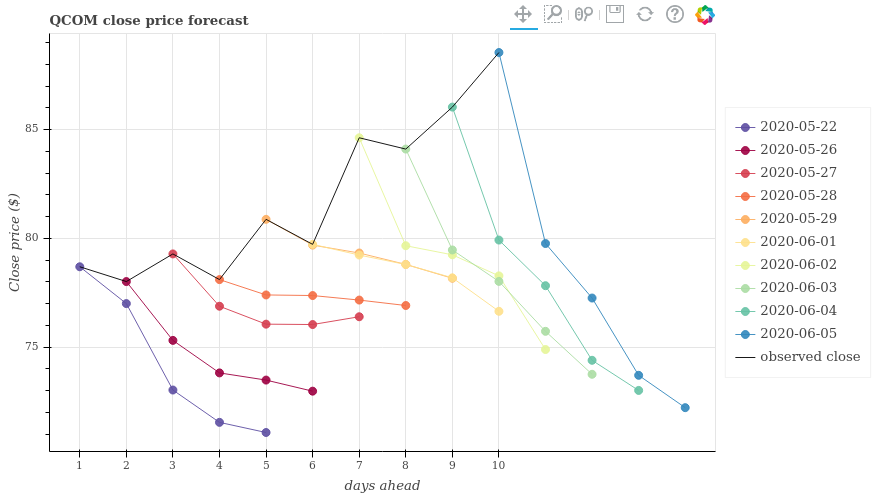 QCOM close price forecast
85
80
75
Close price ($)
1 2 3 4 5 6 7 8 9 10
days ahead
2020-05-22
2020-05-26
2020-05-27
2020-05-28
2020-05-29
2020-06-01
2020-06-02
2020-06-03
2020-06-04
2020-06-05
observed close